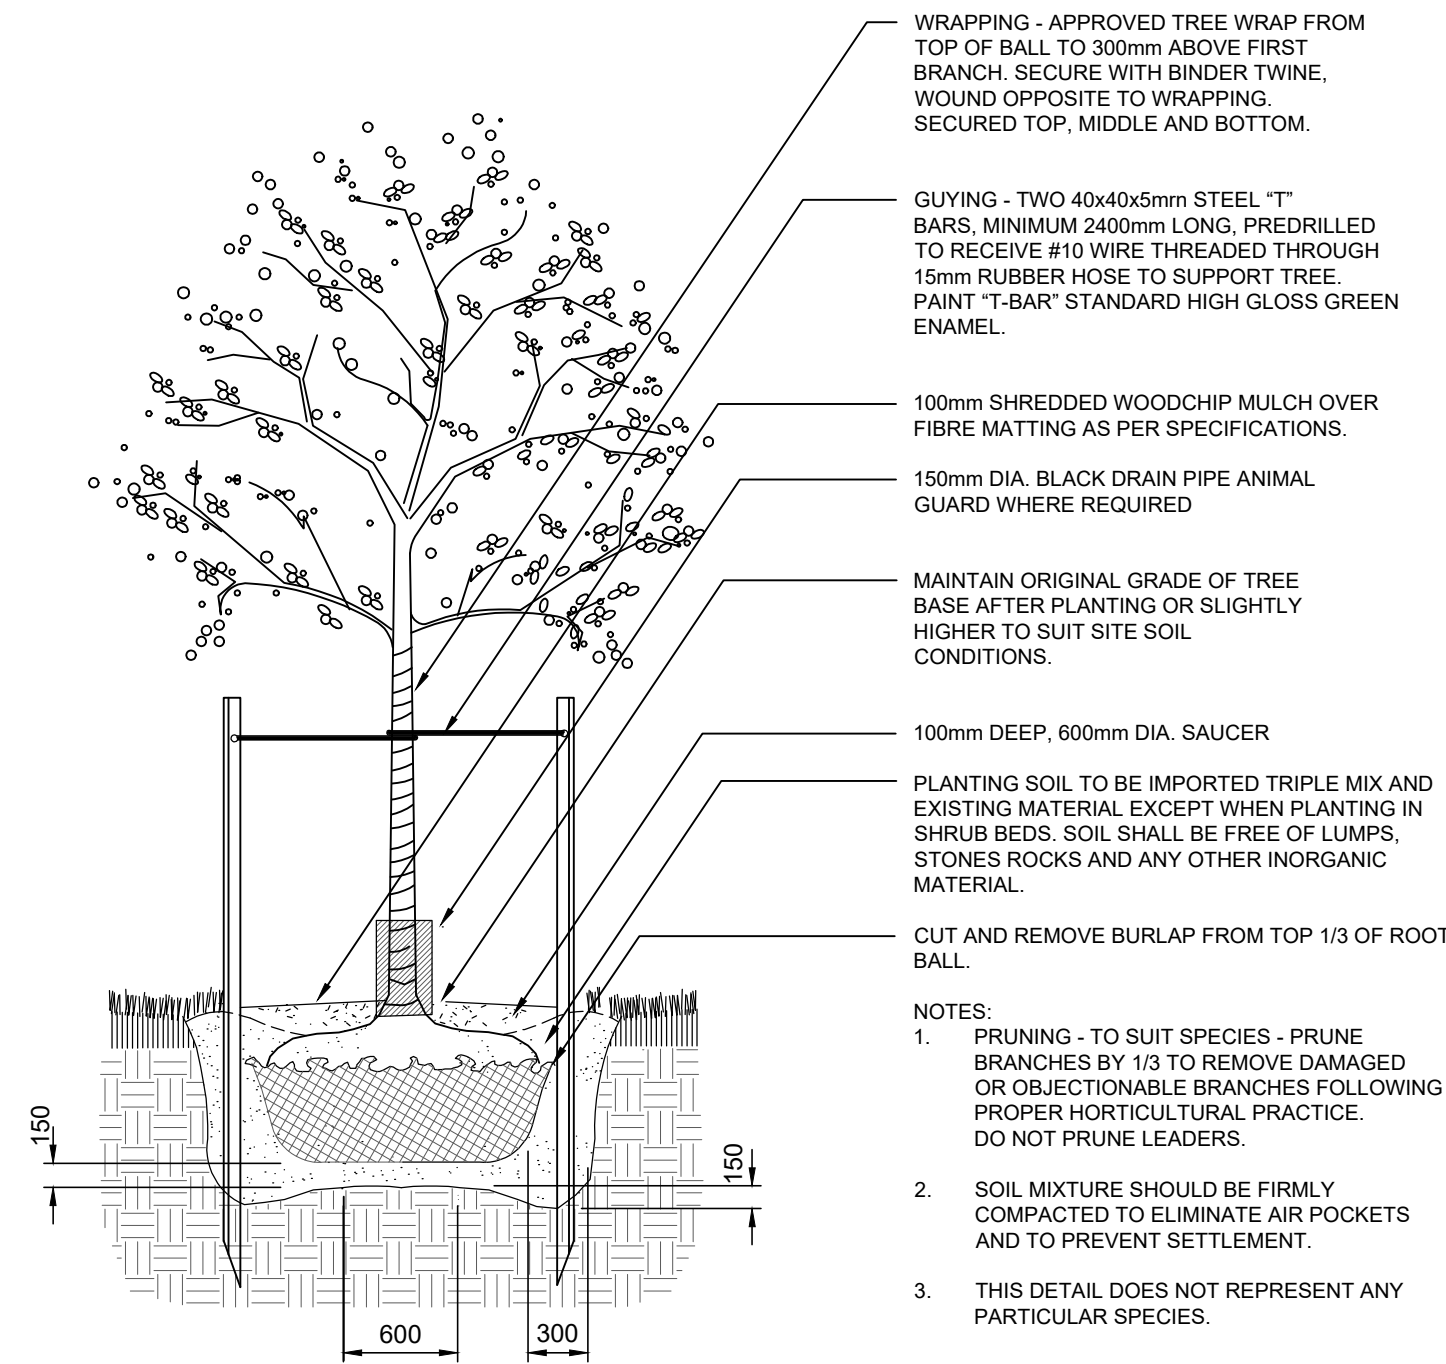 WRAPPING - APPROVED TREE WRAP FROM
TOP OF BALL TO 300mm ABOVE FIRST
BRANCH. SECURE WITH BINDER TWINE,
WOUND OPPOSITE TO WRAPPING.
SECURED TOP, MIDDLE AND BOTTOM.
GUYING - TWO 40x40x5mrn STEEL “T”
BARS, MINIMUM 2400mm LONG, PREDRILLED
TO RECEIVE #10 WIRE THREADED THROUGH
15mm RUBBER HOSE TO SUPPORT TREE.
PAINT “T-BAR” STANDARD HIGH GLOSS GREEN
ENAMEL.
100mm SHREDDED WOODCHIP MULCH OVER
FIBRE MATTING AS PER SPECIFICATIONS.
150mm DIA. BLACK DRAIN PIPE ANIMAL
GUARD WHERE REQUIRED
MAINTAIN ORIGINAL GRADE OF TREE
BASE AFTER PLANTING OR SLIGHTLY
HIGHER TO SUIT SITE SOIL
CONDITIONS.
100mm DEEP, 600mm DIA. SAUCER
PLANTING SOIL TO BE IMPORTED TRIPLE MIX AND
EXISTING MATERIAL EXCEPT WHEN PLANTING IN
SHRUB BEDS. SOIL SHALL BE FREE OF LUMPS,
STONES ROCKS AND ANY OTHER INORGANIC
MATERIAL.
CUT AND REMOVE BURLAP FROM TOP 1/3 OF ROOT
BALL.
NOTES:
1. PRUNING - TO SUIT SPECIES - PRUNE
BRANCHES BY 1/3 TO REMOVE DAMAGED
OR OBJECTIONABLE BRANCHES FOLLOWING
PROPER HORTICULTURAL PRACTICE.
DO NOT PRUNE LEADERS.
2. SOIL MIXTURE SHOULD BE FIRMLY
COMPACTED TO ELIMINATE AIR POCKETS
AND TO PREVENT SETTLEMENT.
3. THIS DETAIL DOES NOT REPRESENT ANY
PARTICULAR SPECIES.
150
150
600
300